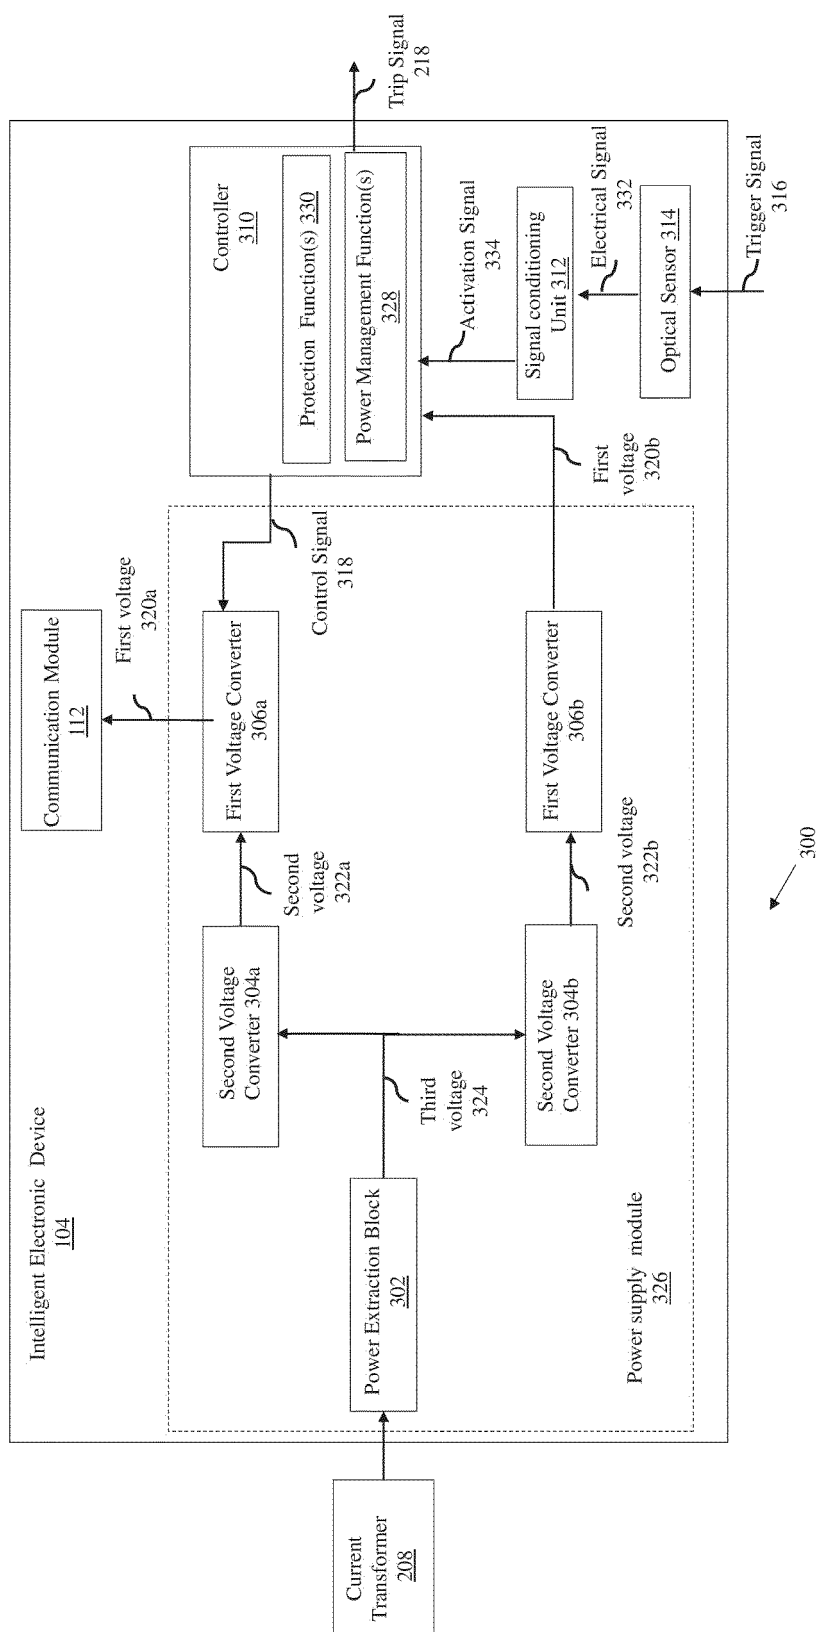 Intelligent Electronic Device
104
Communication Module
112
First voltage
320a
Controller
310
Protection Function(s) 330
Power Management Function(s)
328
Trip Signal
218
Control Signal
318
Second Voltage
Converter 304a
Second
voltage
322a
First Voltage Converter
306a
Activation Signal
334
Signal conditioning
Unit 312
Electrical Signal
332
Optical Sensor 314
Trigger Signal
316
Current
Transformer
208
Power Extraction Block
302
Third
voltage
324
Second Voltage
Converter 304b
Second voltage
322b
First Voltage Converter
306b
First
voltage
320b
Power supply module
326
300